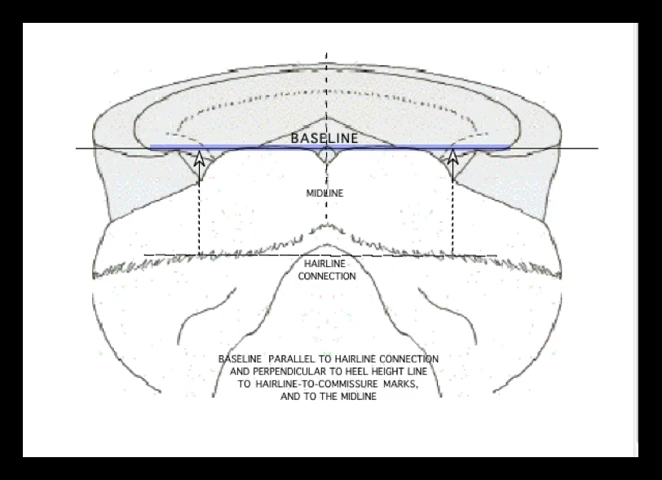 BASELINE
MIDLINE
HAIRLINE
CONNECTION
BASELINE PARALLEL TO HAIRLINE CONNECTION
AND PERPENDICULAR TO HEEL HEIGHT LINE
TO HAIRLINE-TO-COMMISSURE MARKS,
AND TO THE MIDLINE